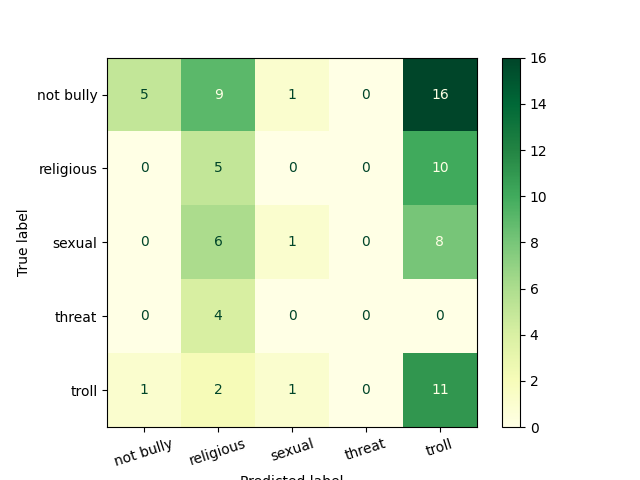 not bully 5 9 1 0 16
religious 0 5 0 0 10
sexual 0 6 1 0 8
threat 0 4 0 0 0
troll 1 2 1 0 11
not bully religious sexual threat troll
True label
Predicted label
16
14
12
10
8
6
4
2
0